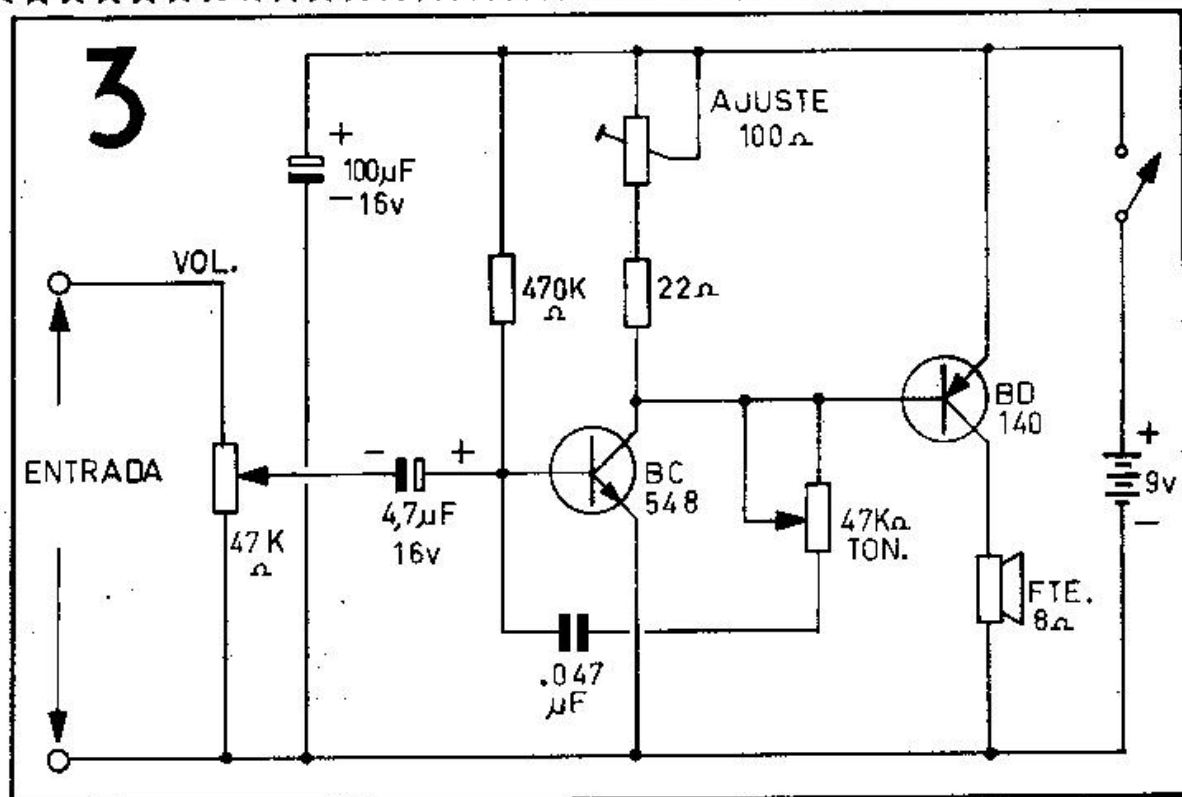 3
AJUSTE
100Ω
+
100µF
- 16v
VOL.
470K
Ω
22Ω
BD
140
ENTRADA
47K
Ω
- +
4,7µF
16v
BC
548
47KΩ
TON.
+
9v
-
FTE.
8Ω
.047
µF